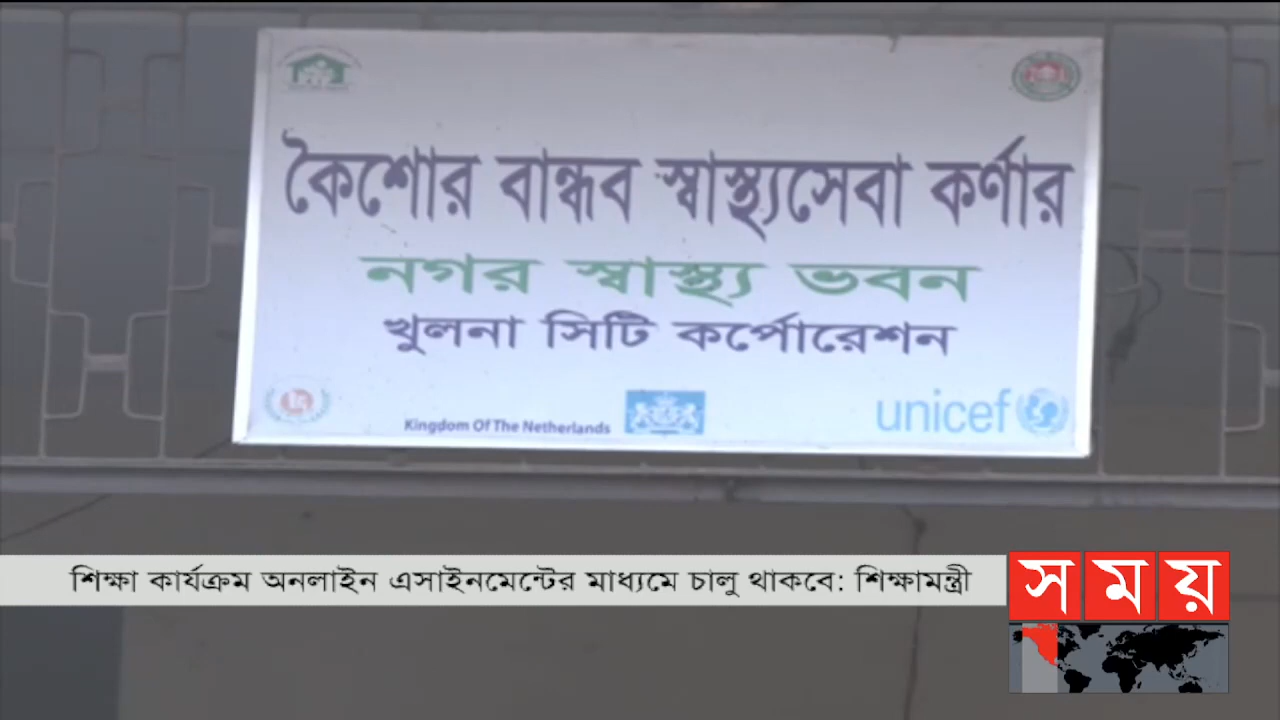 কৈশোর বান্ধব স্বাস্থ্যসেবা কর্ণার
নগর স্বাস্থ্য ভবন
খুলনা সিটি কর্পোরেশন
Kingdom Of The Netherlands
unicef
শিক্ষা কার্যক্রম অনলাইন এসাইনমেন্টের মাধ্যমে চালু থাকবে: শিক্ষামন্ত্রী
সময়